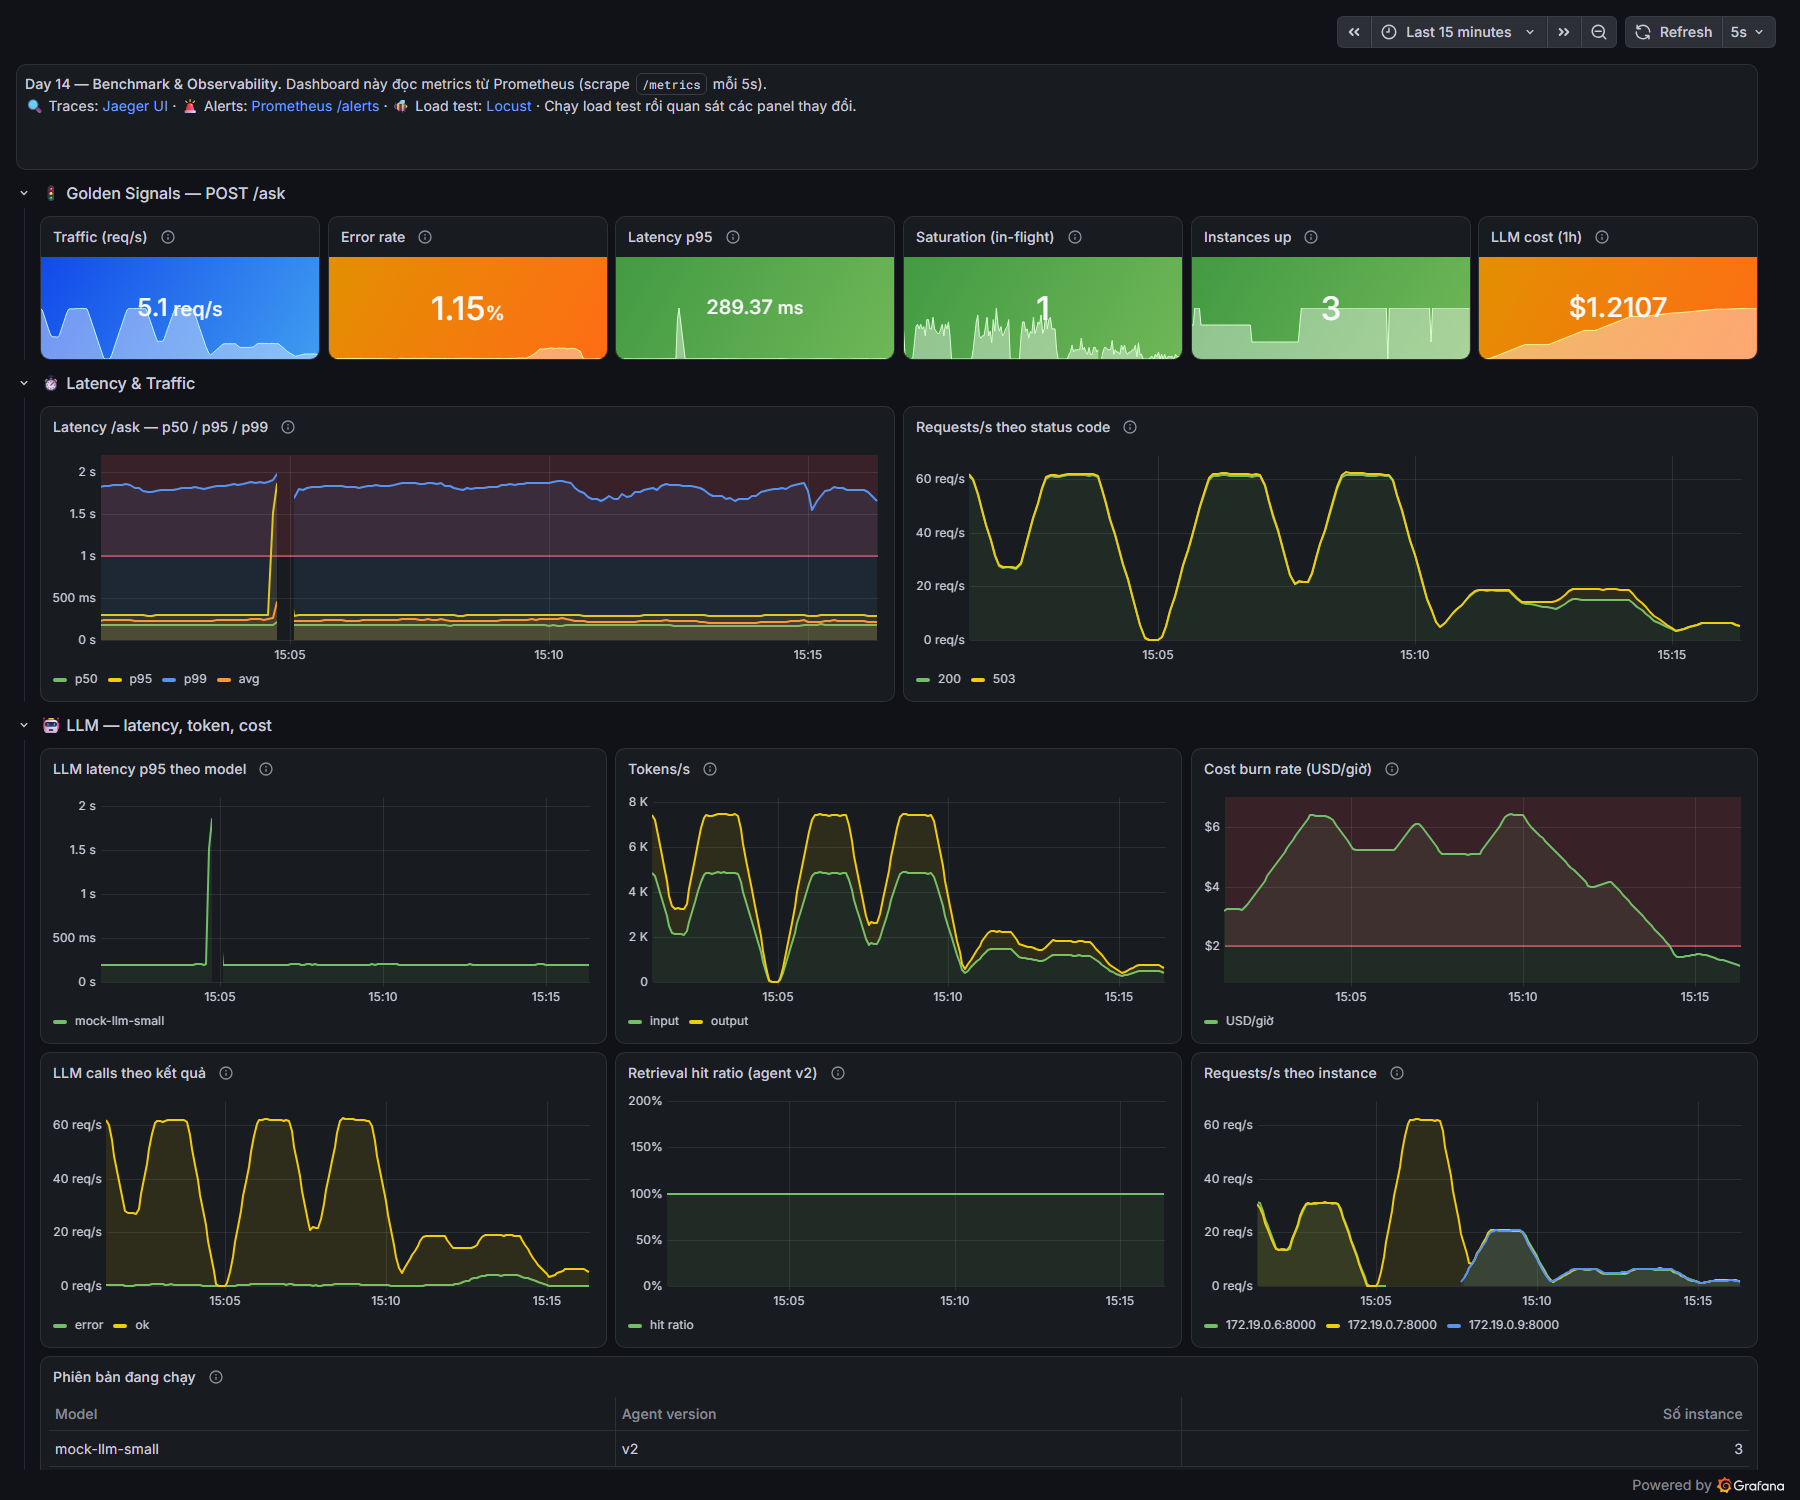 Last 15 minutes
Refresh
5s
Day 14 — Benchmark & Observability. Dashboard này đọc metrics từ Prometheus (scrape /metrics mỗi 5s).
Traces: Jaeger UI · Alerts: Prometheus /alerts · Load test: Locust · Chạy load test rồi quan sát các panel thay đổi.
Golden Signals — POST /ask
Traffic (req/s)
5.1 req/s
Error rate
1.15%
Latency p95
289.37 ms
Saturation (in-flight)
1
Instances up
3
LLM cost (1h)
$1.2107
Latency & Traffic
Latency /ask — p50 / p95 / p99
2 s
1.5 s
1 s
500 ms
0 s
15:05
15:10
15:15
p50
p95
p99
avg
Requests/s theo status code
60 req/s
40 req/s
20 req/s
0 req/s
15:05
15:10
15:15
200
503
LLM — latency, token, cost
LLM latency p95 theo model
2 s
1.5 s
1 s
500 ms
0 s
15:05
15:10
15:15
mock-llm-small
Tokens/s
8 K
6 K
4 K
2 K
0
15:05
15:10
15:15
input
output
Cost burn rate (USD/giờ)
$6
$4
$2
15:05
15:10
15:15
USD/giờ
LLM calls theo kết quả
60 req/s
40 req/s
20 req/s
0 req/s
15:05
15:10
15:15
error
ok
Retrieval hit ratio (agent v2)
200%
150%
100%
50%
0%
15:05
15:10
15:15
hit ratio
Requests/s theo instance
60 req/s
40 req/s
20 req/s
0 req/s
15:05
15:10
15:15
172.19.0.6:8000
172.19.0.7:8000
172.19.0.9:8000
Phiên bản đang chạy
Model
Agent version
Số instance
mock-llm-small
v2
3
Powered by Grafana